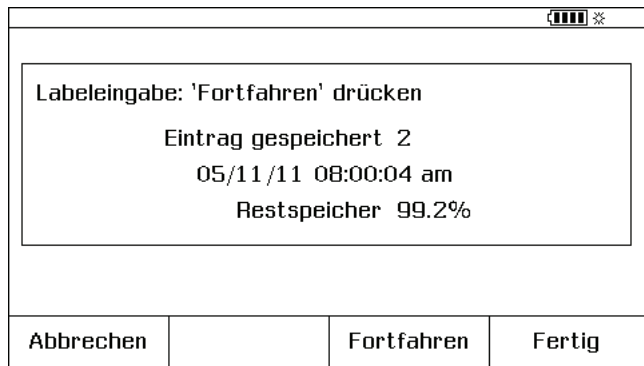 Labeleingabe: 'Fortfahren' drücken
Eintrag gespeichert 2
05/11/11 08:00:04 am
Restspeicher 99.2%
Abbrechen Fortfahren Fertig